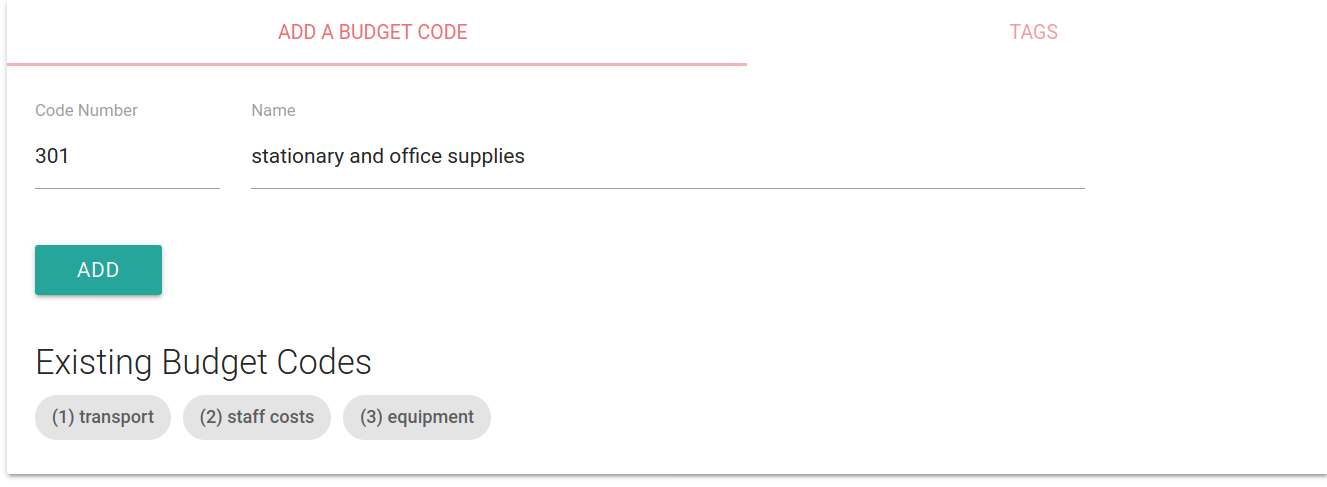 ADD A BUDGET CODE TAGS
Code Number Name
301 stationary and office supplies
ADD
Existing Budget Codes
(1) transport (2) staff costs (3) equipment